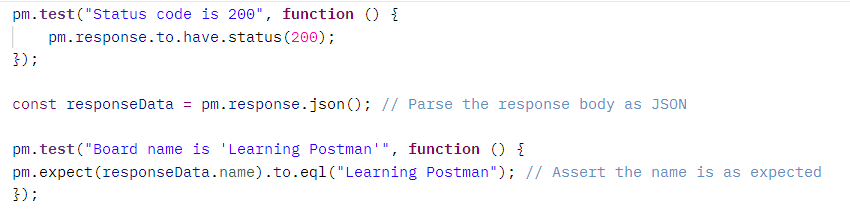 pm.test("Status code is 200", function () {
    pm.response.to.have.status(200);
});

const responseData = pm.response.json(); // Parse the response body as JSON

pm.test("Board name is 'Learning Postman'", function () {
pm.expect(responseData.name).to.eql("Learning Postman"); // Assert the name is as expected
});